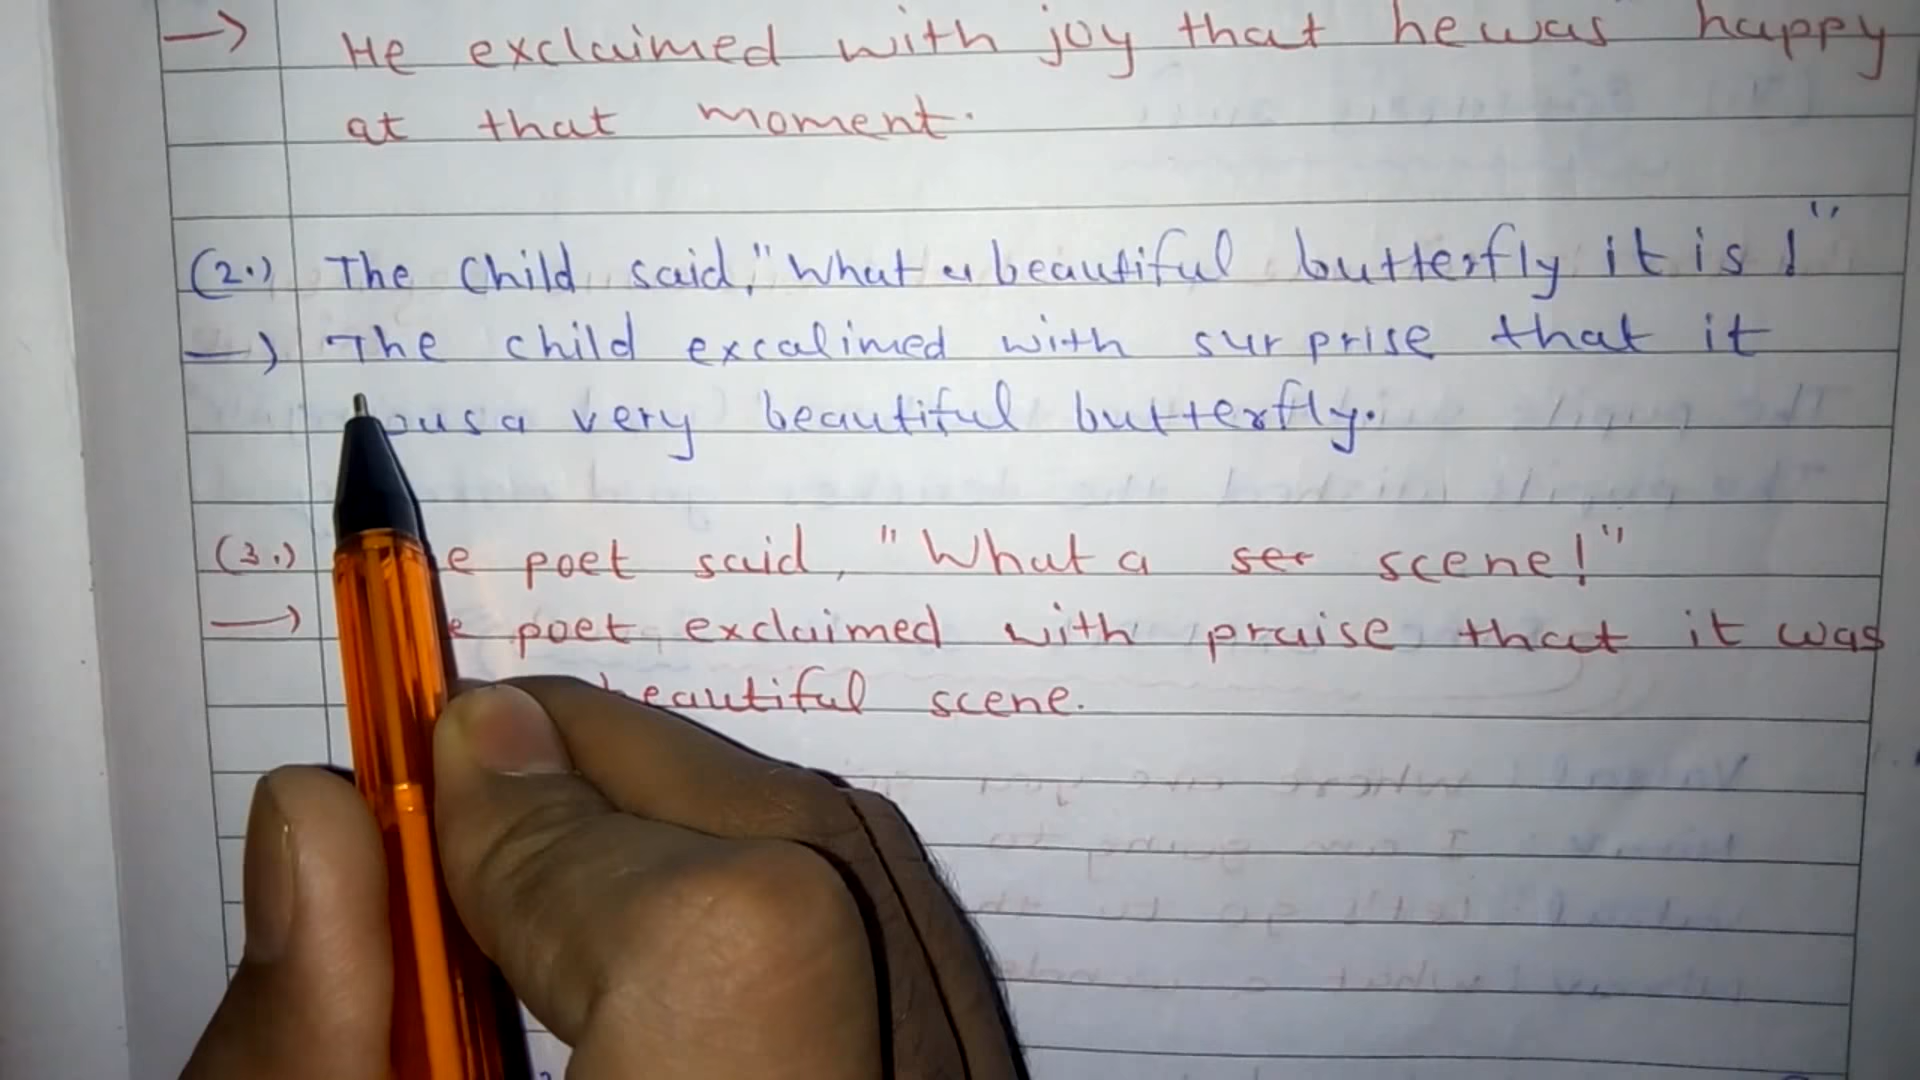 → He exclaimed with joy that he was happy
at that moment.
(2.) The child said, "What a beautiful butterfly it is!"
→ The child excalimed with surprise that it
was a very beautiful butterfly.
(3.) poet said, "What a scene!"
→ poet exclaimed with praise that it was
beautiful scene.